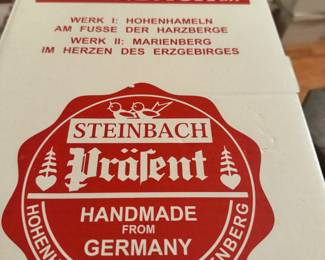 WERK I: HOHENHAMELN
AM FUSSE DER HARZBERGE
WERK II: MARIENBERG
IM HERZEN DES ERZGEBIRGES
STEINBACH
Präſent
HANDMADE
FROM
GERMANY